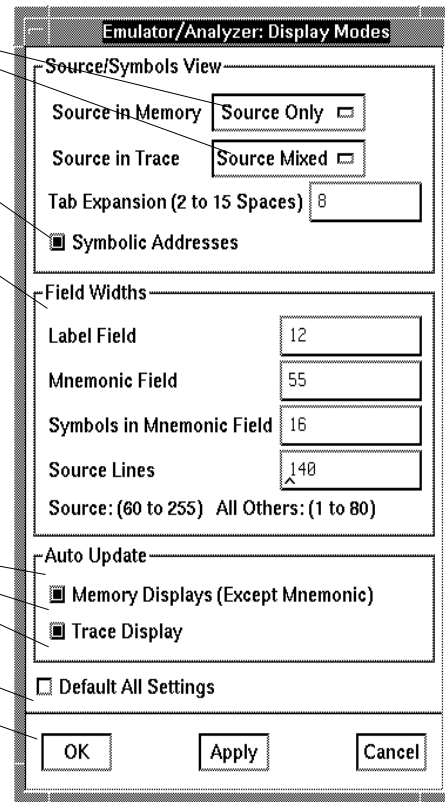 Emulator/Analyzer: Display Modes
Source/Symbols View
Source in Memory Source Only
Source in Trace Source Mixed
Tab Expansion (2 to 15 Spaces) 8
Symbolic Addresses
Field Widths
Label Field 12
Mnemonic Field 55
Symbols in Mnemonic Field 16
Source Lines 140
Source: (60 to 255) All Others: (1 to 80)
Auto Update
Memory Displays (Except Mnemonic)
Trace Display
Default All Settings
OK Apply Cancel